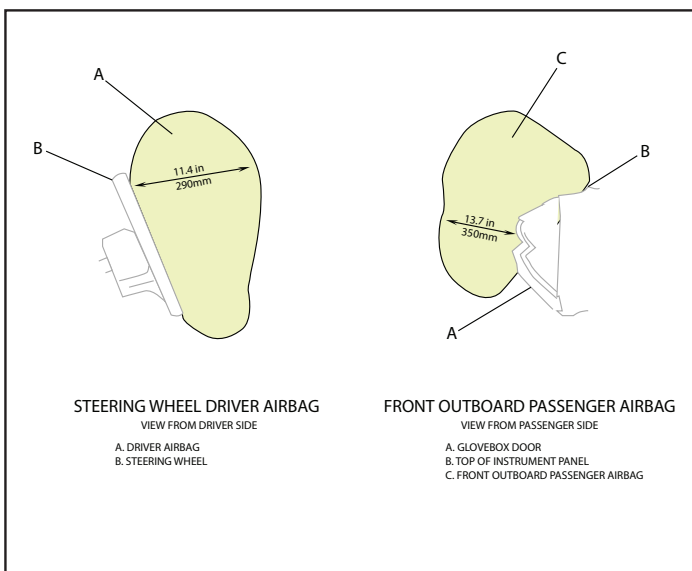 A
B
11.4 in
290mm
STEERING WHEEL DRIVER AIRBAG
VIEW FROM DRIVER SIDE
A. DRIVER AIRBAG
B. STEERING WHEEL
C
B
13.7 in
350mm
A
FRONT OUTBOARD PASSENGER AIRBAG
VIEW FROM PASSENGER SIDE
A. GLOVEBOX DOOR
B. TOP OF INSTRUMENT PANEL
C. FRONT OUTBOARD PASSENGER AIRBAG